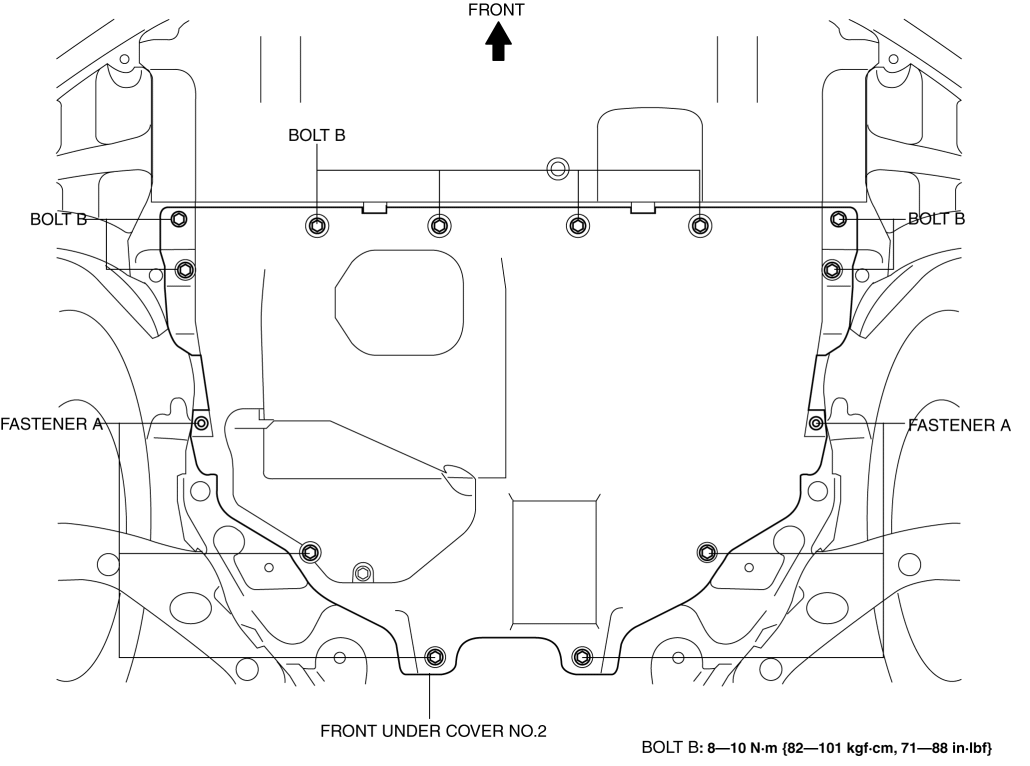 FRONT
BOLT B
BOLT B
BOLT B
FASTENER A
FASTENER A
FRONT UNDER COVER NO.2
BOLT B: 8—10 N·m {82—101 kgf·cm, 71—88 in·lbf}